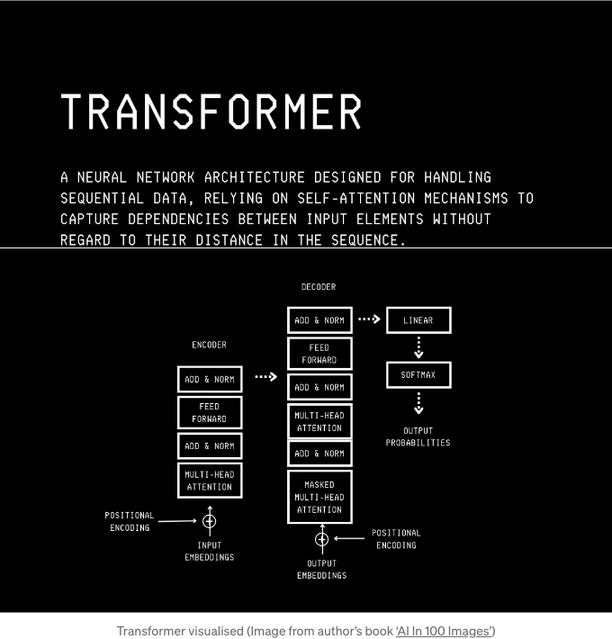 TRANSFORMER
A NEURAL NETWORK ARCHITECTURE DESIGNED FOR HANDLING
SEQUENTIAL DATA, RELYING ON SELF-ATTENTION MECHANISMS TO
CAPTURE DEPENDENCIES BETWEEN INPUT ELEMENTS WITHOUT
REGARD TO THEIR DISTANCE IN THE SEQUENCE.
ENCODER
ADD & NORM
FEED
FORWARD
ADD & NORM
MULTI-HEAD
ATTENTION
POSITIONAL
ENCODING
INPUT
EMBEDDINGS
DECODER
ADD & NORM
FEED
FORWARD
ADD & NORM
MULTI-HEAD
ATTENTION
ADD & NORM
MASKED
MULTI-HEAD
ATTENTION
POSITIONAL
ENCODING
OUTPUT
EMBEDDINGS
LINEAR
SOFTMAX
OUTPUT
PROBABILITIES
Transformer visualised (Image from author's book 'AI In 100 Images')